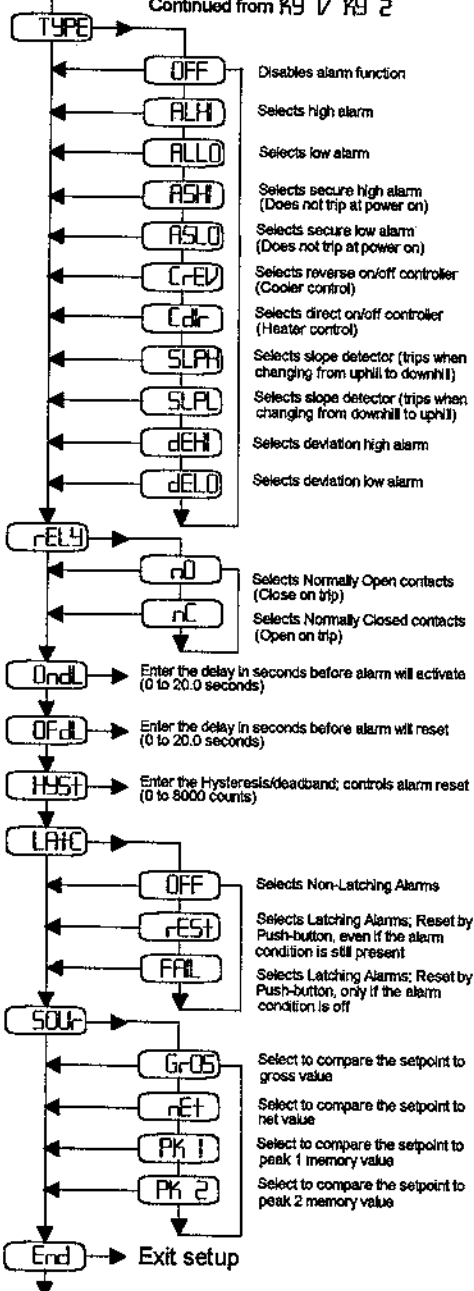 Continued from RY 1/ RY 2
TYPE
OFF
Disables alarm function
ALHI
Selects high alarm
ALLO
Selects low alarm
ASHI
Selects secure high alarm
(Does not trip at power on)
ASLO
Selects secure low alarm
(Does not trip at power on)
CrEV
Selects reverse on/off controller
(Cooler control)
Cdir
Selects direct on/off controller
(Heater control)
SLPH
Selects slope detector (trips when
changing from uphill to downhill)
SLPL
Selects slope detector (trips when
changing from downhill to uphill)
dEHI
Selects deviation high alarm
dELO
Selects deviation low alarm
rELY
nO
Selects Normally Open contacts
(Close on trip)
nC
Selects Normally Closed contacts
(Open on trip)
OndL
Enter the delay in seconds before alarm will activate
(0 to 20.0 seconds)
OFdL
Enter the delay in seconds before alarm will reset
(0 to 20.0 seconds)
HYSt
Enter the Hysteresis/deadband; controls alarm reset
(0 to 8000 counts)
LAtC
OFF
Selects Non-Latching Alarms
rESt
Selects Latching Alarms; Reset by
Push-button, even if the alarm
condition is still present
FAIL
Selects Latching Alarms; Reset by
Push-button, only if the alarm
condition is off
SOUr
GrOS
Select to compare the setpoint to
gross value
nEt
Select to compare the setpoint to
net value
PK 1
Select to compare the setpoint to
peak 1 memory value
PK 2
Select to compare the setpoint to
peak 2 memory value
End
Exit setup